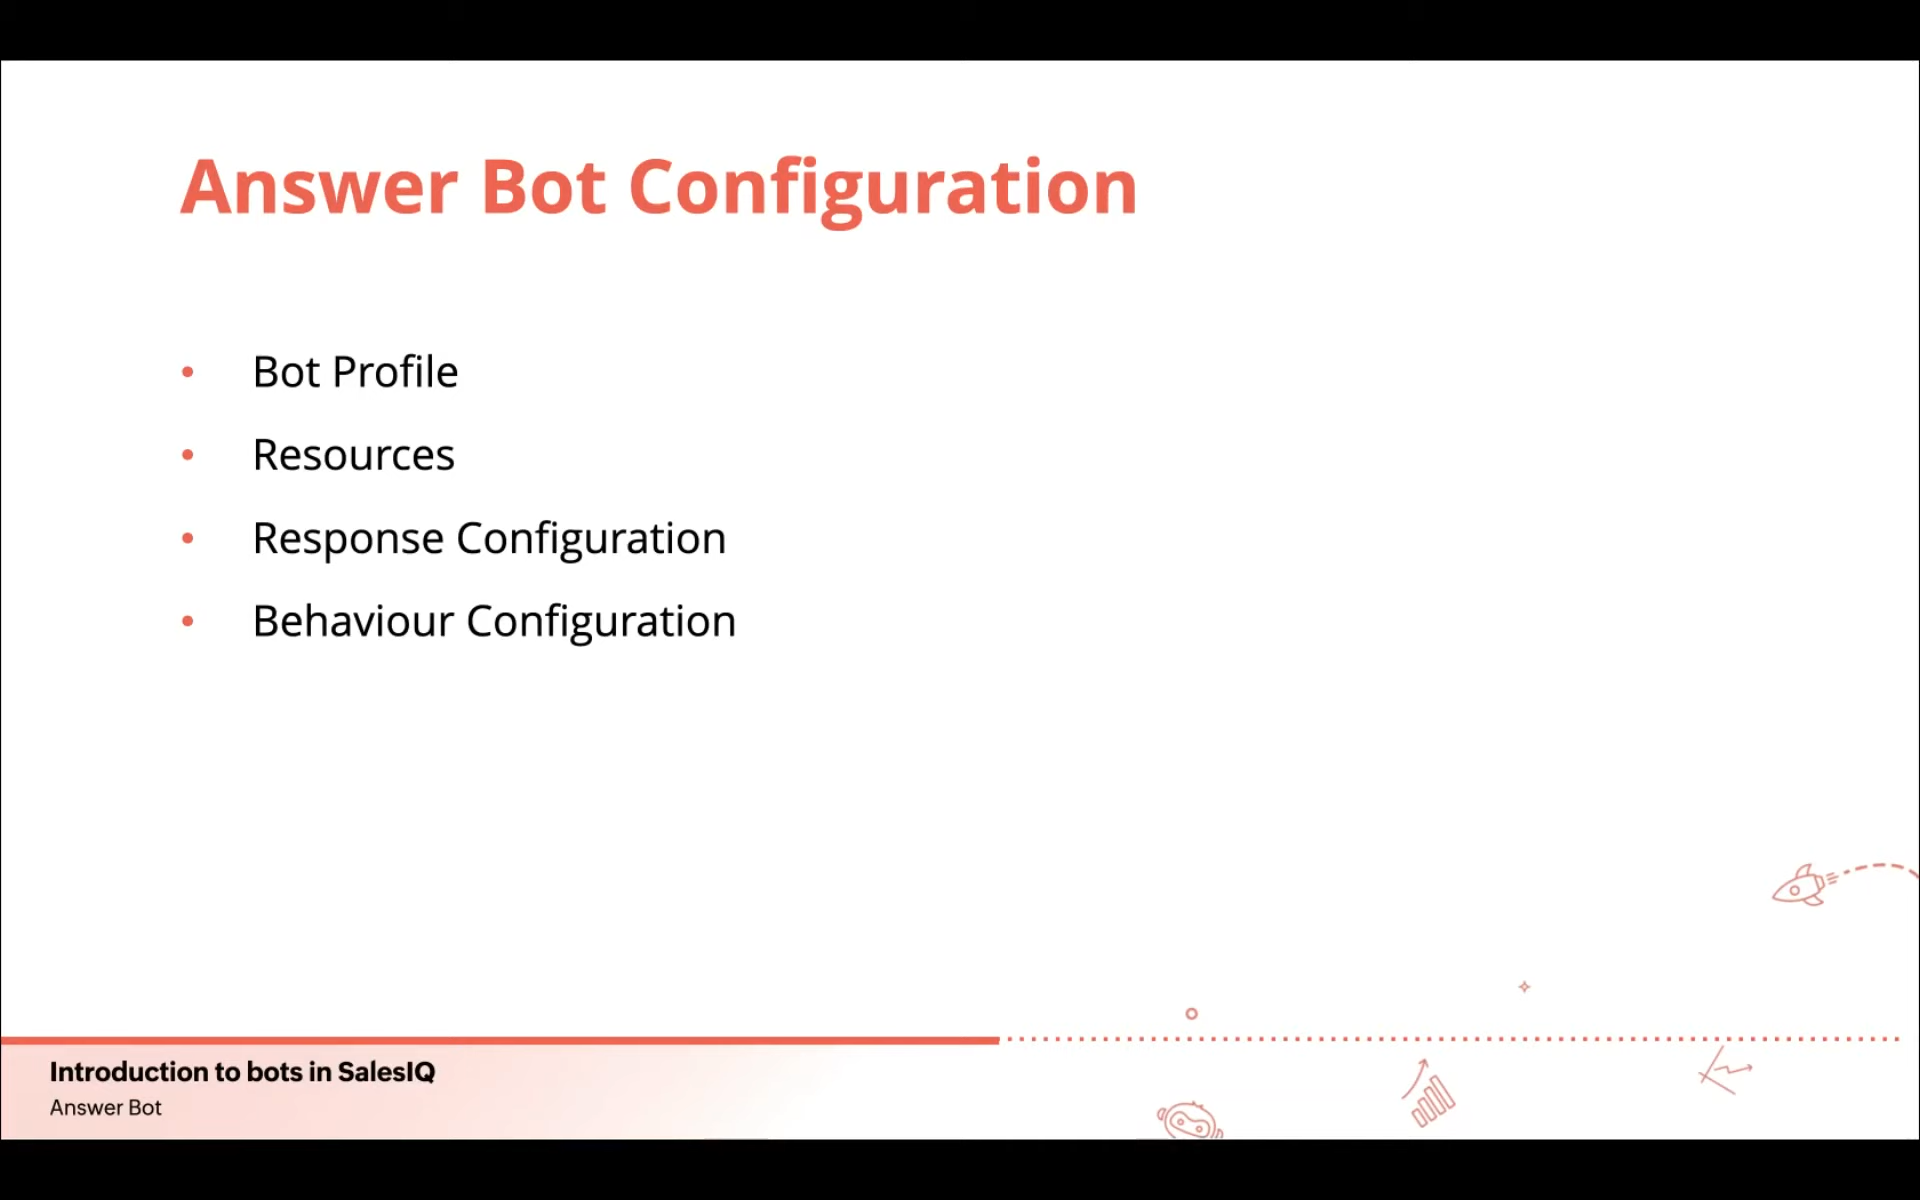 Answer Bot Configuration
• Bot Profile
• Resources
• Response Configuration
• Behaviour Configuration
Introduction to bots in SalesIQ
Answer Bot